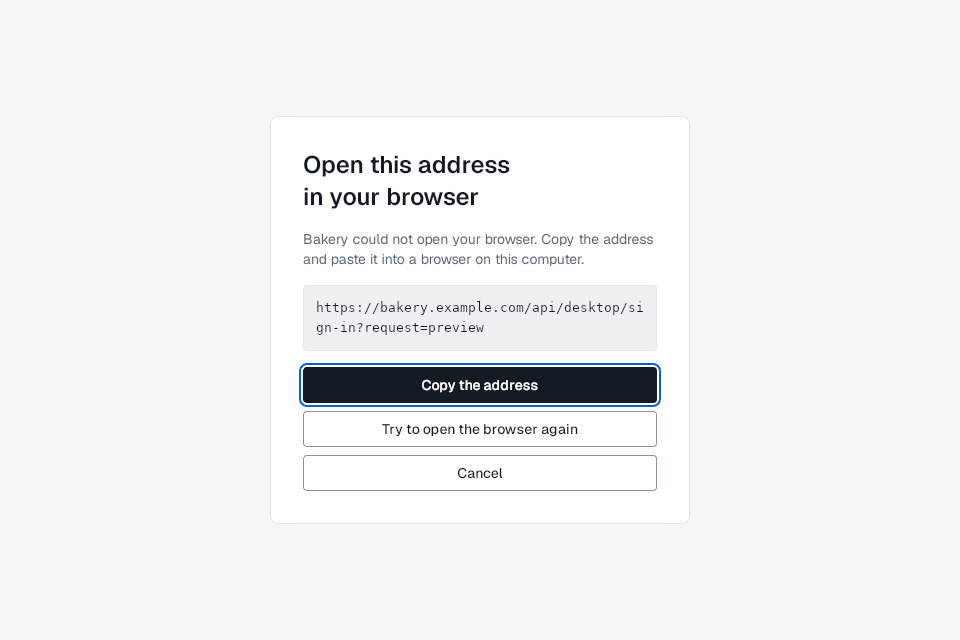 Open this address
in your browser
Bakery could not open your browser. Copy the address
and paste it into a browser on this computer.
https://bakery.example.com/api/desktop/si
gn-in?request=preview
Copy the address
Try to open the browser again
Cancel